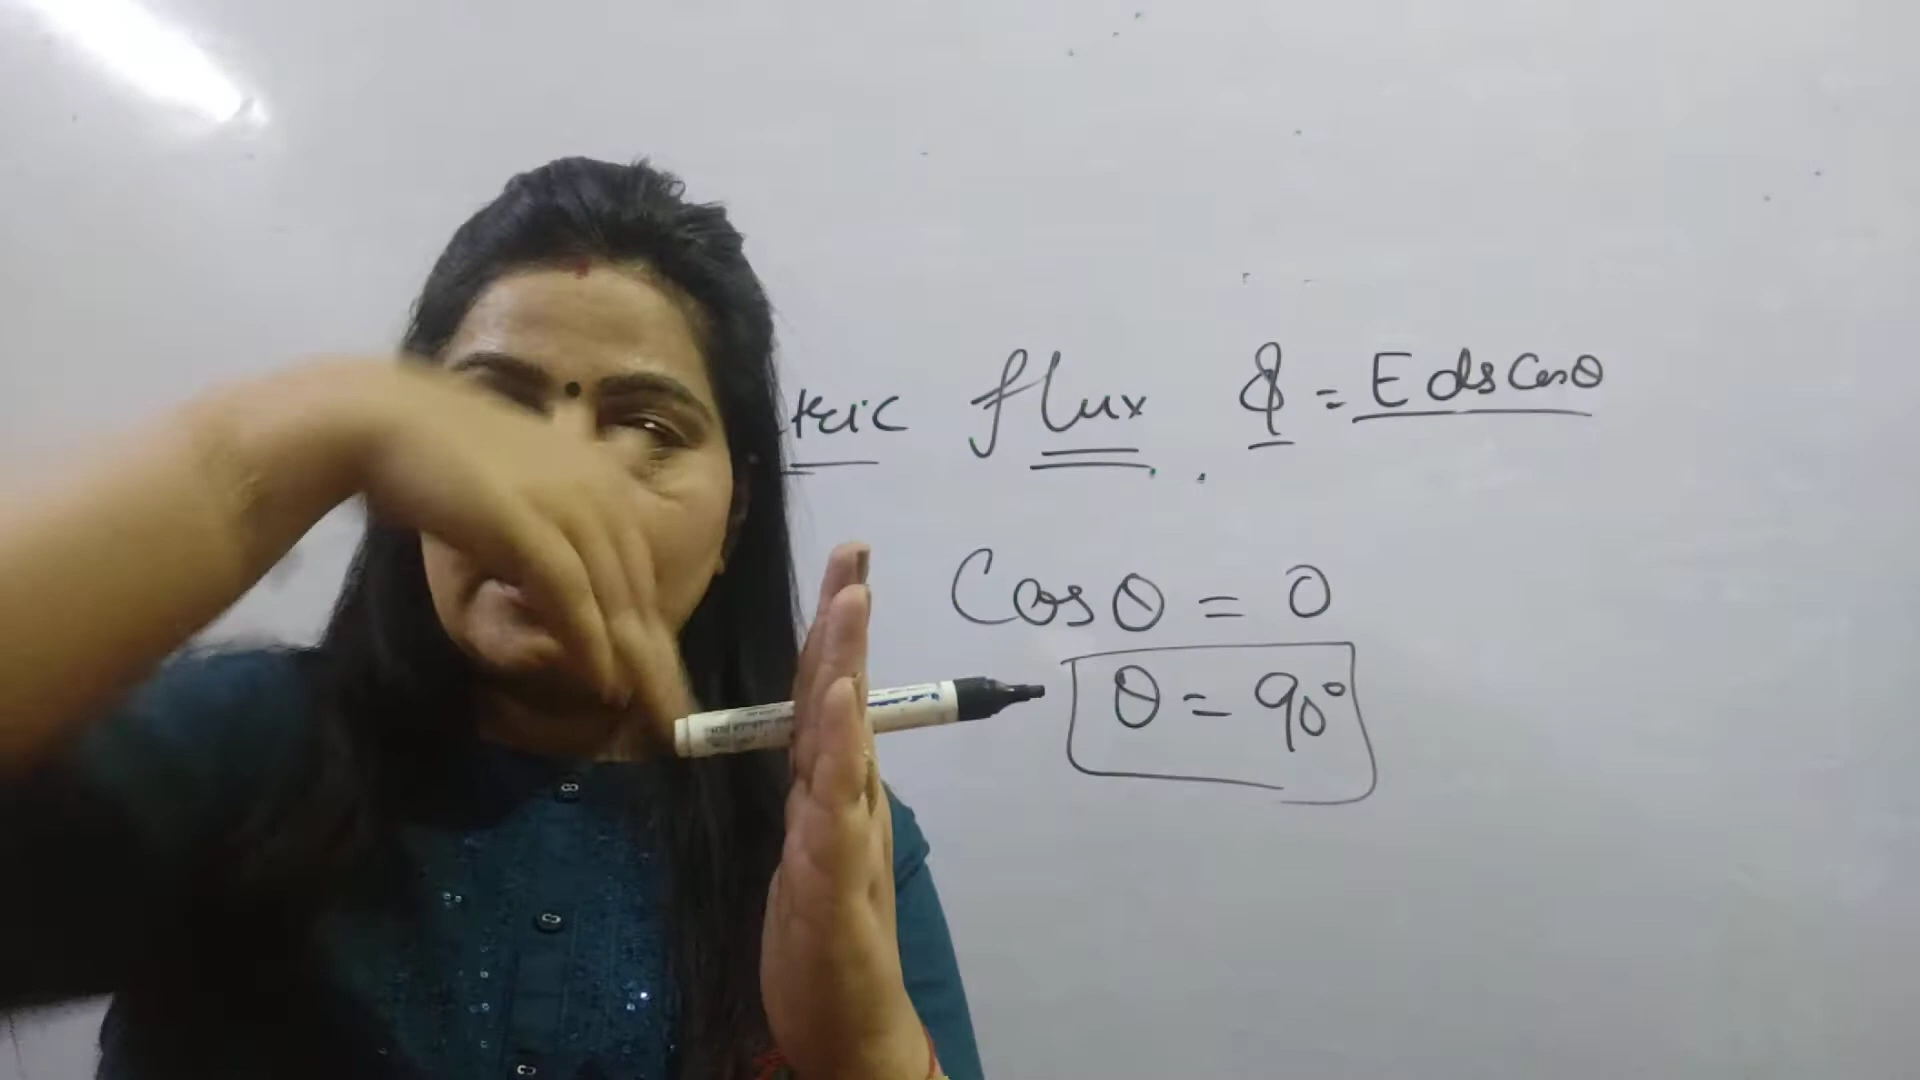 tric flux ϕ = E ds Cosθ
Cosθ = 0
θ = 90°